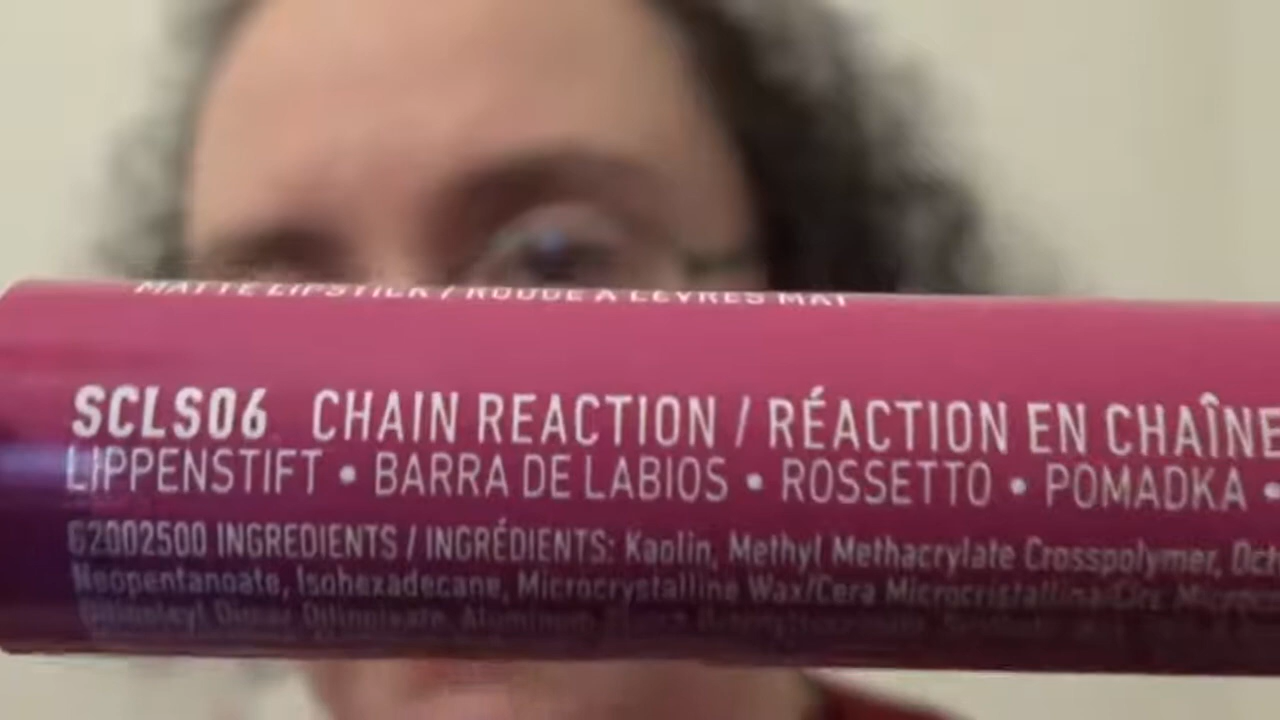 MATTE LIPSTICK / ROUGE À LÈVRES MAT
SCLS06 CHAIN REACTION / RÉACTION EN CHAÎNE
LIPPENSTIFT • BARRA DE LABIOS • ROSSETTO • POMADKA •
62002500 INGREDIENTS / INGRÉDIENTS: Kaolin, Methyl Methacrylate Crosspolymer,
Neopentanoate, Isohexadecane, Microcrystalline Wax/Cera Microcristallina/Cire